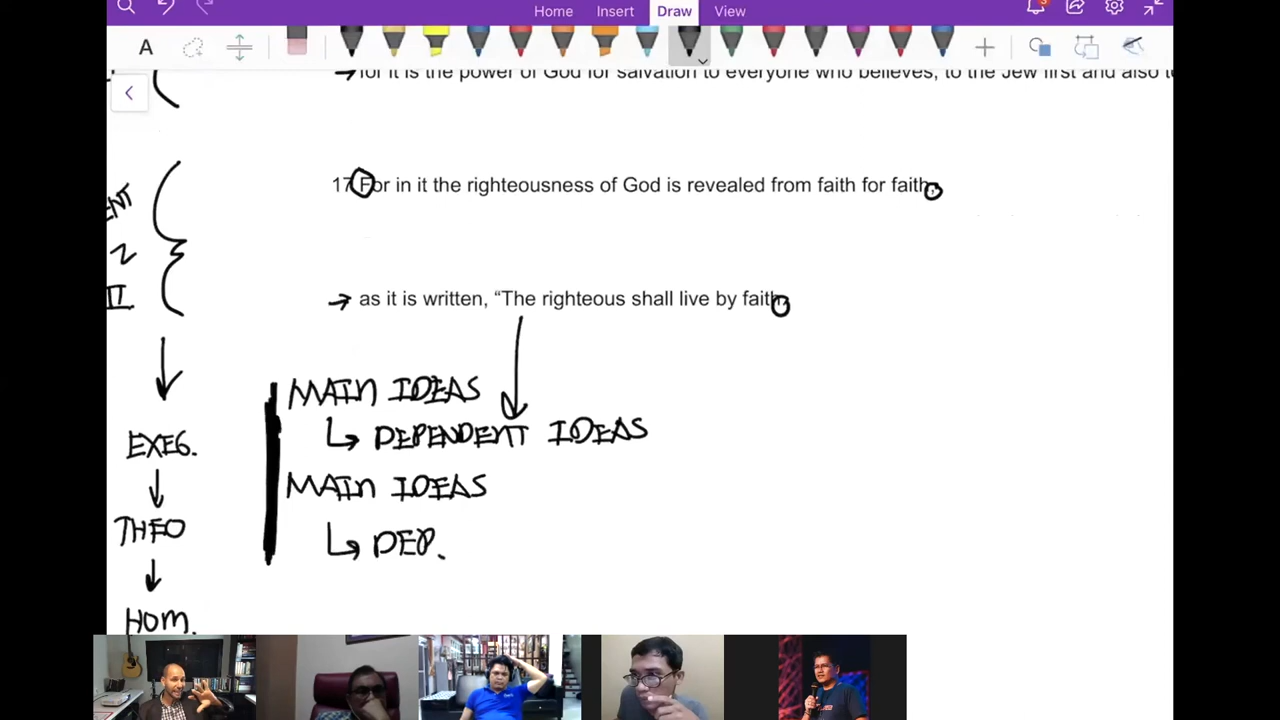 Home Insert Draw View
A
for it is the power of God for salvation to everyone who believes, to the Jew first and also
17 For in it the righteousness of God is revealed from faith for faith,
ENT
2
II
as it is written, “The righteous shall live by faith
MAIN IDEAS
DEPENDENT IDEAS
MAIN IDEAS
DEP.
EXEG.
THEO
HOM.